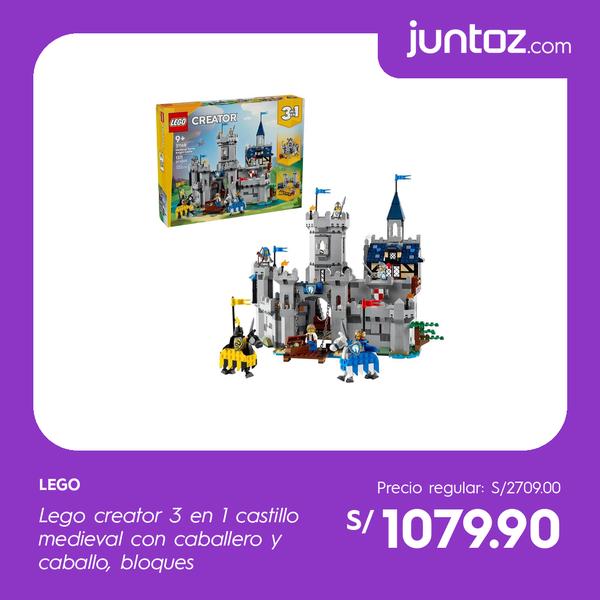 juntoz.com
LEGO
CREATOR
3in1
9+
LEGO
Precio regular: S/2709.00
Lego creator 3 en 1 castillo
medieval con caballero y
caballo, bloques
S/ 1079.90